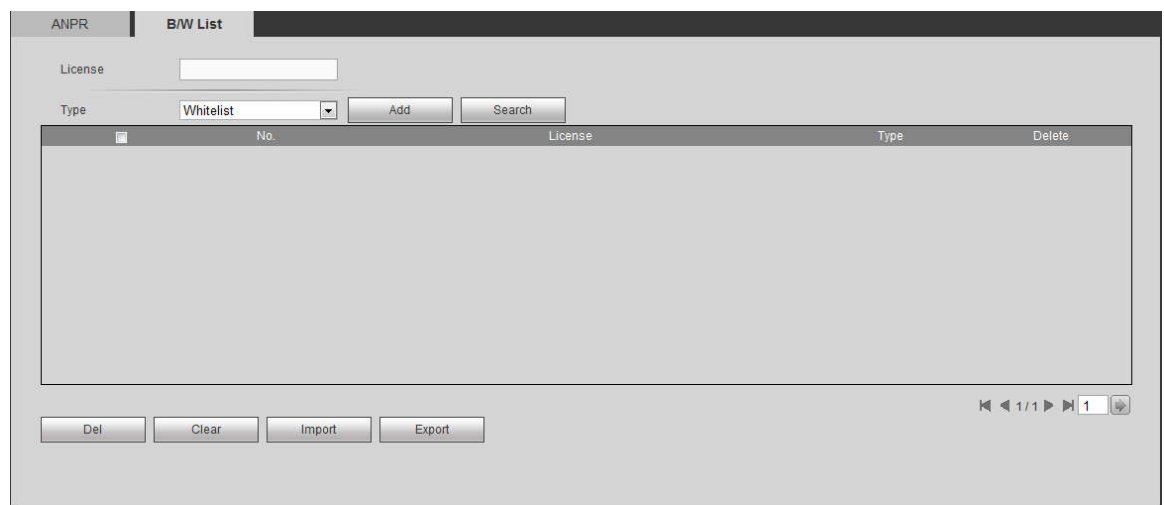 ANPR B/W List
License
Type Whitelist Add Search
No. License Type Delete
1/1 1
Del Clear Import Export